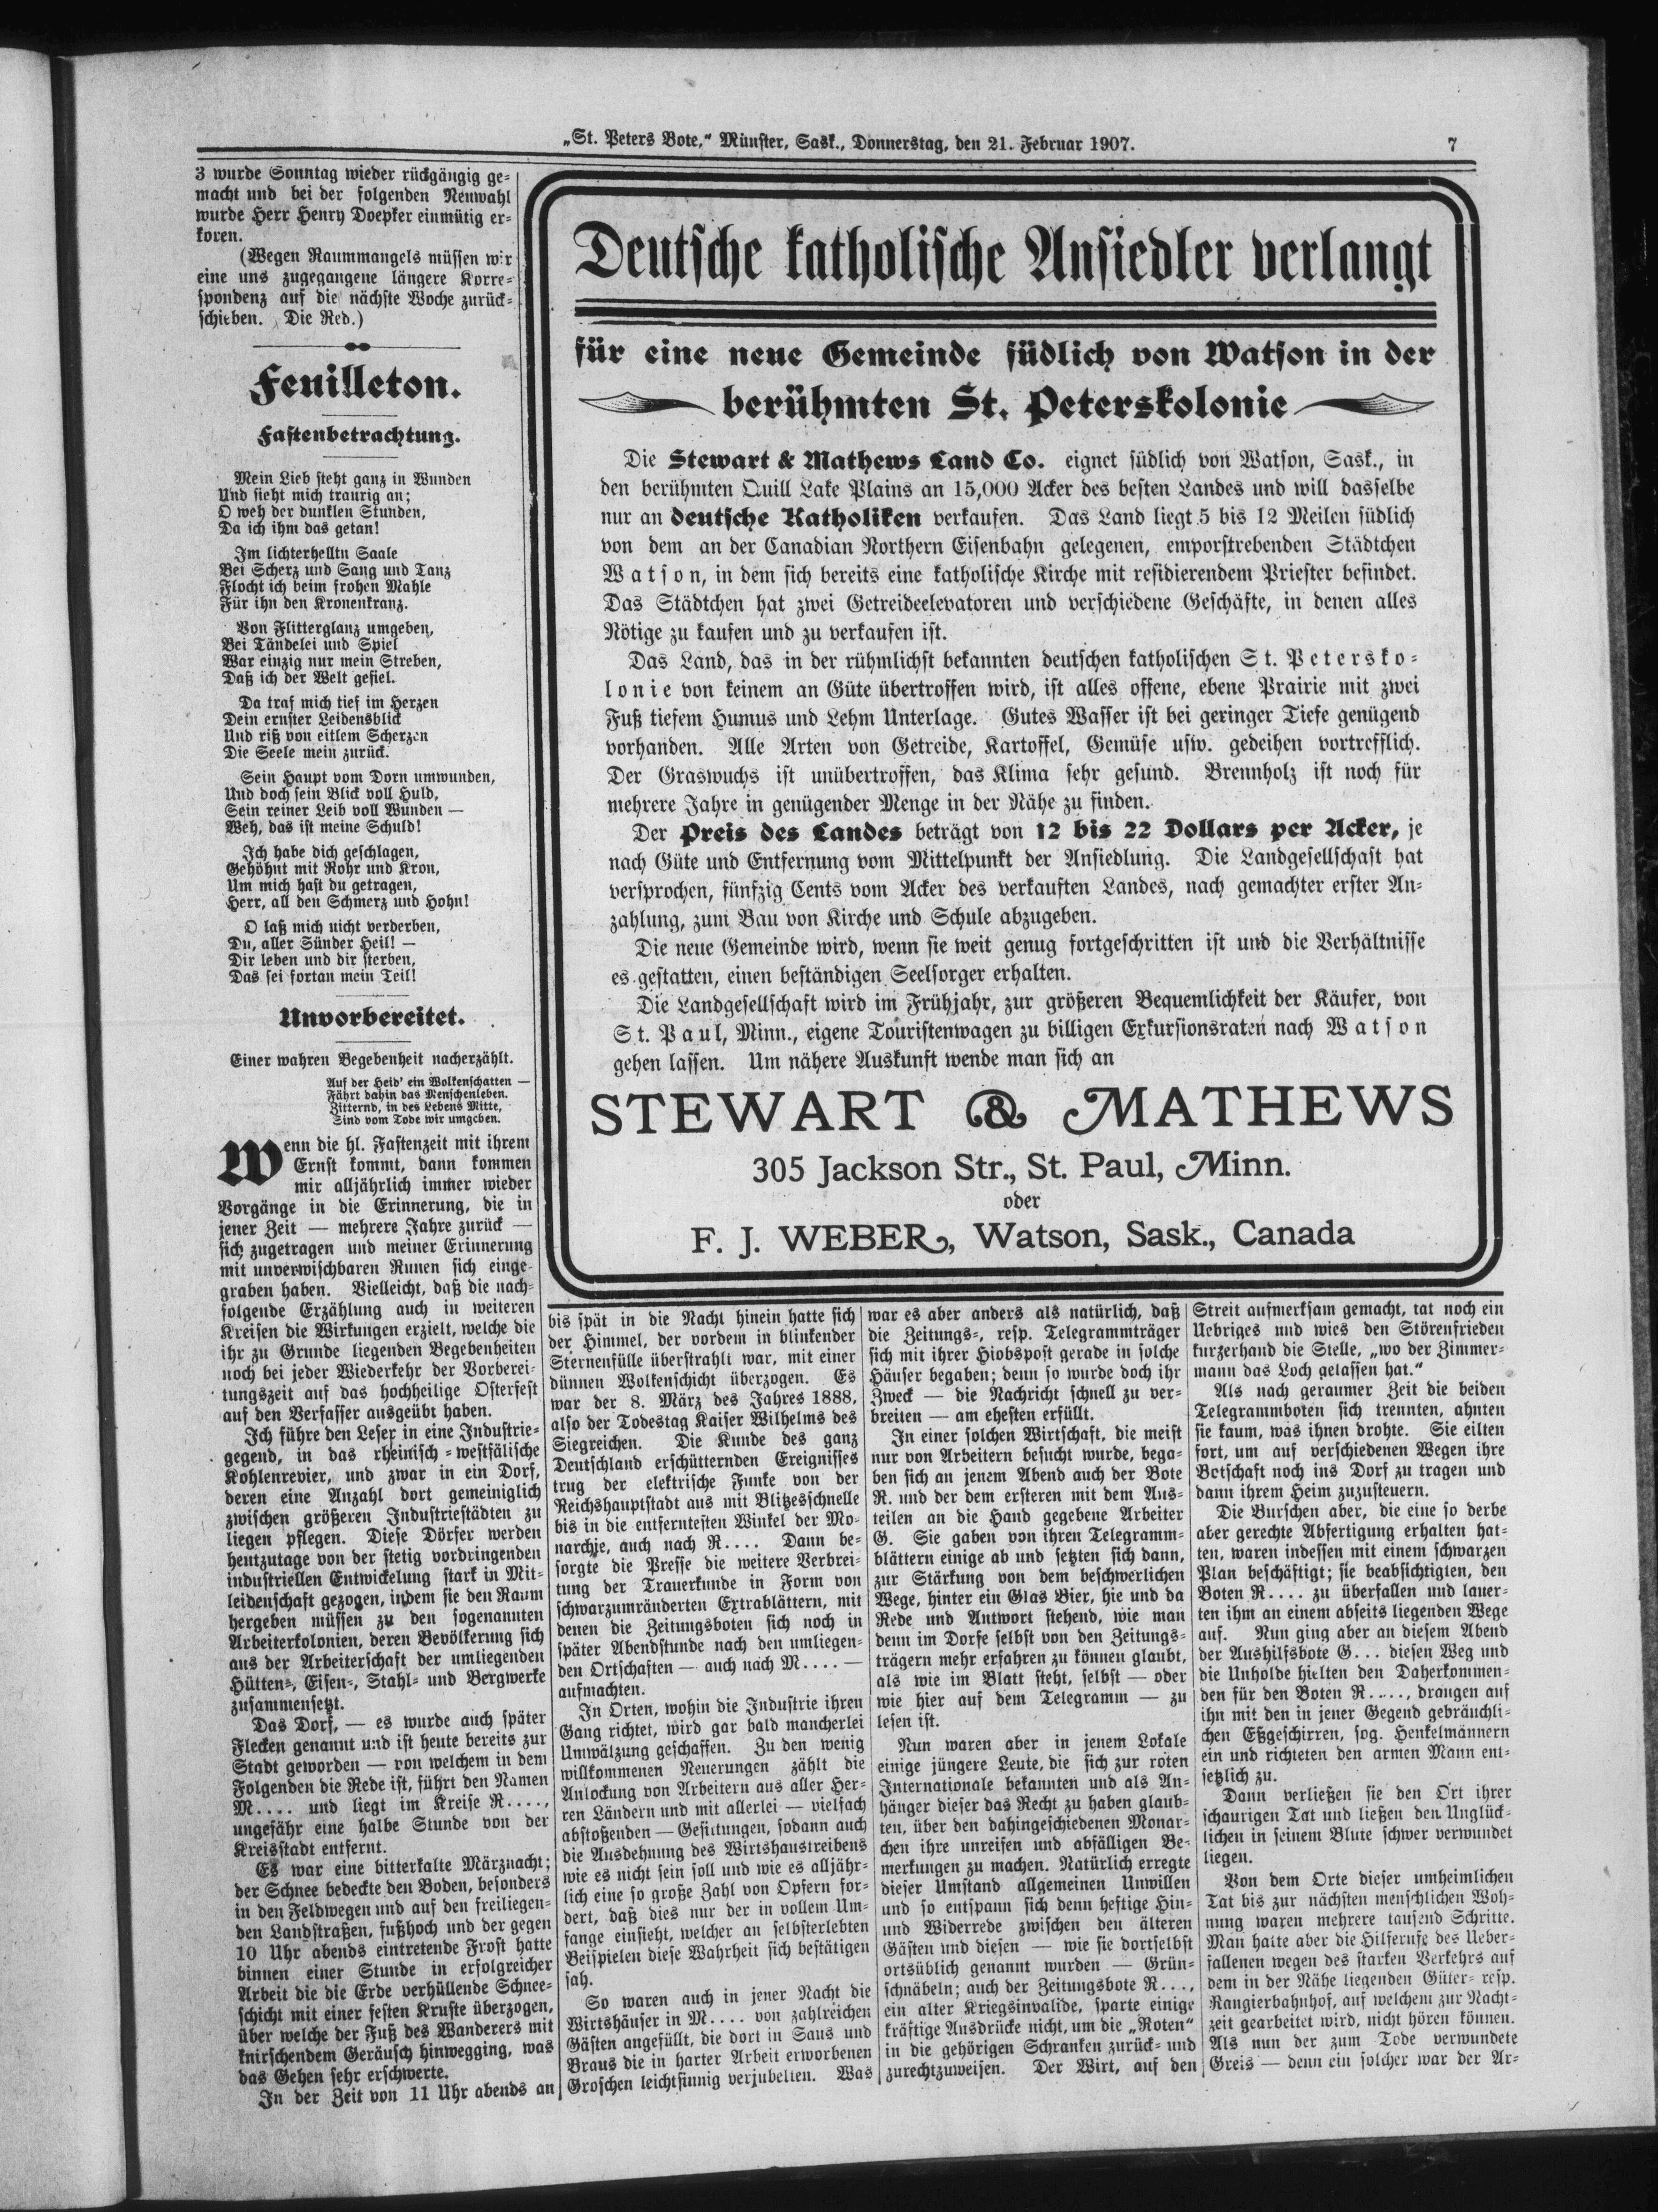 „St. Peters Bote,“ Münster, Sask., Donnerstag, den 21. Februar 1907.
7
3 wurde Sonntag wieder rückgängig ge-
macht und bei der folgenden Neuwahl
wurde Herr Henry Doepker einmütig er-
koren.
(Wegen Raummangels müssen wir
eine uns zugegangene längere Korre-
spondenz auf die nächste Woche zurück-
schieben. Die Red.)
Feuilleton.
Fastenbetrachtung.
Mein Lieb steht ganz in Wunden
Und sieht mich traurig an;
O weh der dunklen Stunden,
Da ich ihm das getan!
Im lichterhelltn Saale
Bei Scherz und Sang und Tanz
Flocht ich beim frohen Mahle
Für ihn den Kronenkranz.
Von Flitterglanz umgeben,
Bei Tändelei und Spiel
War einzig nur mein Streben,
Daß ich der Welt gefiel.
Da traf mich tief im Herzen
Dein ernster Leidensblick
Und riß von eitlem Scherzen
Die Seele mein zurück.
Sein Haupt vom Dorn umwunden,
Und doch sein Blick voll Huld,
Sein reiner Leib voll Wunden —
Weh, das ist meine Schuld!
Ich habe dich geschlagen,
Gehöhnt mit Rohr und Kron,
Um mich hast du getragen,
Herr, all den Schmerz und Hohn!
O laß mich nicht verderben,
Du, aller Sünder Heil! —
Dir leben und dir sterben,
Das sei fortan mein Teil!
Unvorbereitet.
Einer wahren Begebenheit nacherzählt.
Auf der Heid' ein Wolkenschatten —
Fährt dahin das Menschenleben.
Zitternd, in des Lebens Mitte,
Sind vom Tode wir umgeben.
Wenn die hl. Fastenzeit mit ihrem
Ernst kommt, dann kommen
mir alljährlich immer wieder
Vorgänge in die Erinnerung, die in
jener Zeit — mehrere Jahre zurück —
sich zugetragen und meiner Erinnerung
mit unverwischbaren Runen sich einge-
graben haben. Vielleicht, daß die nach-
folgende Erzählung auch in weiteren
Kreisen die Wirkungen erzielt, welche die
ihr zu Grunde liegenden Begebenheiten
noch bei jeder Wiederkehr der Vorberei-
tungszeit auf das hochheilige Osterfest
auf den Verfasser ausgeübt haben.
Ich führe den Leser in eine Industrie-
gegend, in das rheinisch-westfälische
Kohlenrevier, und zwar in ein Dorf,
deren eine Anzahl dort gemeiniglich
zwischen größeren Industriestädten zu
liegen pflegen. Diese Dörfer werden
heutzutage von der stetig vordringenden
industriellen Entwickelung stark in Mit-
leidenschaft gezogen, indem sie den Raum
hergeben müssen zu den sogenannten
Arbeiterkolonien, deren Bevölkerung sich
aus der Arbeiterschaft der umliegenden
Hütten-, Eisen-, Stahl- und Bergwerke
zusammensetzt.
Das Dorf, — es wurde auch später
Flecken genannt und ist heute bereits zur
Stadt geworden — von welchem in dem
Folgenden die Rede ist, führt den Namen
M.... und liegt im Kreise R....,
ungefähr eine halbe Stunde von der
Kreisstadt entfernt.
Es war eine bitterkalte Märznacht;
der Schnee bedeckte den Boden, besonders
in den Feldwegen und auf den freiliegen-
den Landstraßen, fußhoch und der gegen
10 Uhr abends eintretende Frost hatte
binnen einer Stunde in erfolgreicher
Arbeit die die Erde verhüllende Schnee-
schicht mit einer festen Kruste überzogen,
über welche der Fuß des Wanderers mit
knirschendem Geräusch hinwegging, was
das Gehen sehr erschwerte.
In der Zeit von 11 Uhr abends an
Deutsche katholische Ansiedler verlangt
für eine neue Gemeinde südlich von Watson in der
berühmten St. Peterskolonie
Die Stewart & Mathews Land Co. eignet südlich von Watson, Sask., in
den berühmten Quill Lake Plains an 15,000 Acker des besten Landes und will dasselbe
nur an deutsche Katholiken verkaufen. Das Land liegt 5 bis 12 Meilen südlich
von dem an der Canadian Northern Eisenbahn gelegenen, emporstrebenden Städtchen
Watson, in dem sich bereits eine katholische Kirche mit residierendem Priester befindet.
Das Städtchen hat zwei Getreideelevatoren und verschiedene Geschäfte, in denen alles
Nötige zu kaufen und zu verkaufen ist.
Das Land, das in der rühmlichst bekannten deutschen katholischen St. Petersko-
lonie von keinem an Güte übertroffen wird, ist alles offene, ebene Prairie mit zwei
Fuß tiefem Humus und Lehm Unterlage. Gutes Wasser ist bei geringer Tiefe genügend
vorhanden. Alle Arten von Getreide, Kartoffel, Gemüse usw. gedeihen vortrefflich.
Der Graswuchs ist unübertroffen, das Klima sehr gesund. Brennholz ist noch für
mehrere Jahre in genügender Menge in der Nähe zu finden.
Der Preis des Landes beträgt von 12 bis 22 Dollars per Acker, je
nach Güte und Entfernung vom Mittelpunkt der Ansiedlung. Die Landgesellschaft hat
versprochen, fünfzig Cents vom Acker des verkauften Landes, nach gemachter erster An-
zahlung, zum Bau von Kirche und Schule abzugeben.
Die neue Gemeinde wird, wenn sie weit genug fortgeschritten ist und die Verhältnisse
es gestatten, einen beständigen Seelsorger erhalten.
Die Landgesellschaft wird im Frühjahr, zur größeren Bequemlichkeit der Käufer, von
St. Paul, Minn., eigene Touristenwagen zu billigen Exkursionsraten nach Watson
gehen lassen. Um nähere Auskunft wende man sich an
STEWART & MATHEWS
305 Jackson Str., St. Paul, Minn.
oder
F. J. WEBER, Watson, Sask., Canada
bis spät in die Nacht hinein hatte sich
der Himmel, der vordem in blinkender
Sternenfülle überstrahlt war, mit einer
dünnen Wolkenschicht überzogen. Es
war der 8. März des Jahres 1888,
also der Todestag Kaiser Wilhelms des
Siegreichen. Die Kunde des ganz
Deutschland erschütternden Ereignisses
trug der elektrische Funke von der
Reichshauptstadt aus mit Blitzesschnelle
bis in die entferntesten Winkel der Mo-
narchie, auch nach R.... Dann be-
sorgte die Presse die weitere Verbrei-
tung der Trauerkunde in Form von
schwarzumränderten Extrablättern, mit
denen die Zeitungsboten sich noch in
später Abendstunde nach den umliegen-
den Ortschaften — auch nach M.... —
aufmachten.
In Orten, wohin die Industrie ihren
Gang richtet, wird gar bald mancherlei
Umwälzung geschaffen. Zu den wenig
willkommenen Neuerungen zählt die
Anlockung von Arbeitern aus aller Her-
ren Ländern und mit allerlei — vielfach
abstoßenden — Gesittungen, sodann auch
die Ausdehnung des Wirtshaustreibens
wie es nicht sein soll und wie es alljähr-
lich eine so große Zahl von Opfern for-
dert, daß dies nur der in vollem Um-
fange einsieht, welcher an selbsterlebten
Beispielen diese Wahrheit sich bestätigen
sah.
So waren auch in jener Nacht die
Wirtshäuser in M.... von zahlreichen
Gästen angefüllt, die dort in Saus und
Braus die in harter Arbeit erworbenen
Groschen leichtsinnig verjubelten. Was
war es aber anders als natürlich, daß
die Zeitungs-, resp. Telegrammträger
sich mit ihrer Hiobspost gerade in solche
Häuser begaben; denn so wurde doch ihr
Zweck — die Nachricht schnell zu ver-
breiten — am ehesten erfüllt.
In einer solchen Wirtschaft, die meist
nur von Arbeitern besucht wurde, bega-
ben sich an jenem Abend auch der Bote
R. und der dem ersteren mit dem Aus-
teilen an die Hand gegebene Arbeiter
G. Sie gaben von ihren Telegramm-
blättern einige ab und setzten sich dann,
zur Stärkung von dem beschwerlichen
Wege, hinter ein Glas Bier, hie und da
Rede und Antwort stehend, wie man
denn im Dorfe selbst von den Zeitungs-
trägern mehr erfahren zu können glaubt,
als wie im Blatt steht, selbst — oder
wie hier auf dem Telegramm — zu
lesen ist.
Nun waren aber in jenem Lokale
einige jüngere Leute, die sich zur roten
Internationale bekannten und als An-
hänger dieser das Recht zu haben glaub-
ten, über den dahingeschiedenen Monar-
chen ihre unreifen und abfälligen Be-
merkungen zu machen. Natürlich erregte
dieser Umstand allgemeinen Unwillen
und so entspann sich denn heftige Hin-
und Widerrede zwischen den älteren
Gästen und diesen — wie sie dortselbst
ortsüblich genannt wurden — Grün-
schnäbeln; auch der Zeitungsbote R...,
ein alter Kriegsinvalide, sparte einige
kräftige Ausdrücke nicht, um die „Roten“
in die gehörigen Schranken zurück- und
zurechtzuweisen. Der Wirt, auf den
Streit aufmerksam gemacht, tat noch ein
Uebriges und wies den Störenfrieden
kurzerhand die Stelle, „wo der Zimmer-
mann das Loch gelassen hat.“
Als nach geraumer Zeit die beiden
Telegrammboten sich trennten, ahnten
sie kaum, was ihnen drohte. Sie eilten
fort, um auf verschiedenen Wegen ihre
Botschaft noch ins Dorf zu tragen und
dann ihrem Heim zuzusteuern.
Die Burschen aber, die eine so derbe
aber gerechte Abfertigung erhalten hat-
ten, waren indessen mit einem schwarzen
Plan beschäftigt; sie beabsichtigten, den
Boten R.... zu überfallen und lauer-
ten ihm an einem abseits liegenden Wege
auf. Nun ging aber an diesem Abend
der Aushilfsbote G... diesen Weg und
die Unholde hielten den Daherkommen-
den für den Boten R...., drangen auf
ihn mit den in jener Gegend gebräuchli-
chen Eßgeschirren, sog. Henkelmännern
ein und richteten den armen Mann ent-
setzlich zu.
Dann verließen sie den Ort ihrer
schaurigen Tat und ließen den Unglück-
lichen in seinem Blute schwer verwundet
liegen.
Von dem Orte dieser umheimlichen
Tat bis zur nächsten menschlichen Woh-
nung waren mehrere tausend Schritte.
Man hatte aber die Hilferufe des Ueber-
fallenen wegen des starken Verkehrs auf
dem in der Nähe liegenden Güter- resp.
Rangierbahnhof, auf welchem zur Nacht-
zeit gearbeitet wird, nicht hören können.
Als nun der zum Tode verwundete
Greis — denn ein solcher war der Ar-